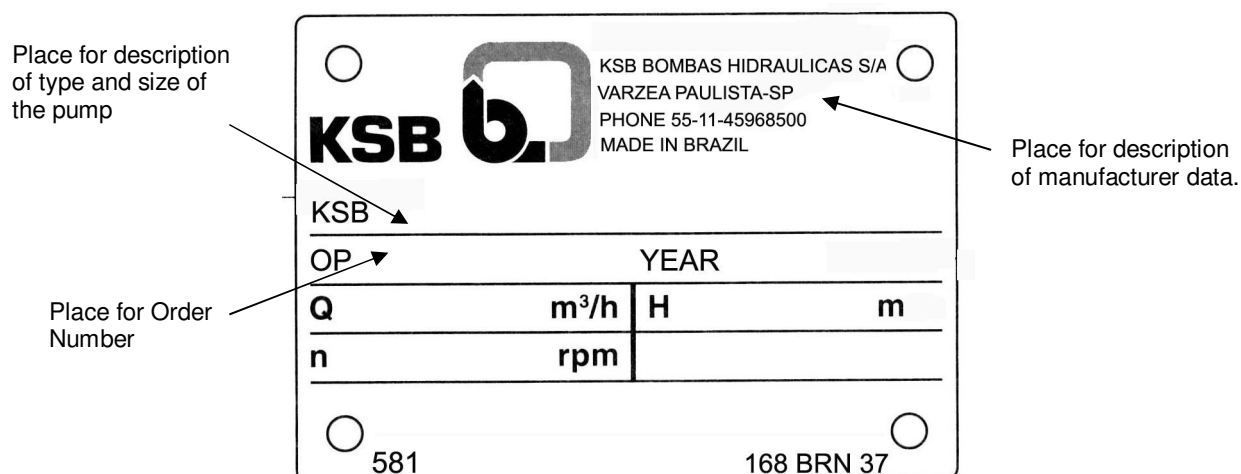 Place for description
of type and size of
the pump
KSB b
KSB BOMBAS HIDRAULICAS S/A
VARZEA PAULISTA-SP
PHONE 55-11-45968500
MADE IN BRAZIL
Place for description
of manufacturer data.
KSB
OP YEAR
Place for Order
Number
Q m³/h H m
n rpm
581 168 BRN 37